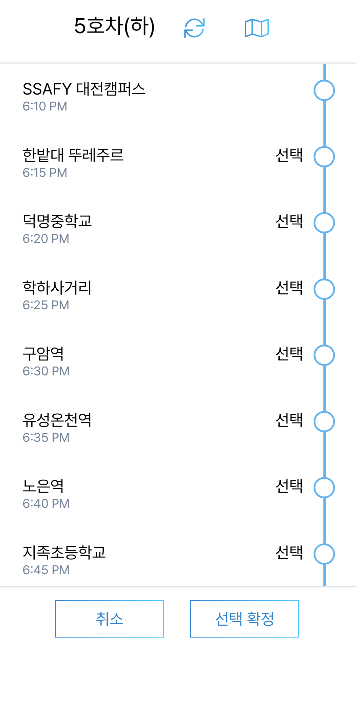 5호차(하)
SSAFY 대전캠퍼스
6:10 PM
한밭대 뚜레주르 선택
6:15 PM
덕명중학교 선택
6:20 PM
학하사거리 선택
6:25 PM
구암역 선택
6:30 PM
유성온천역 선택
6:35 PM
노은역 선택
6:40 PM
지족초등학교 선택
6:45 PM
취소 선택 확정